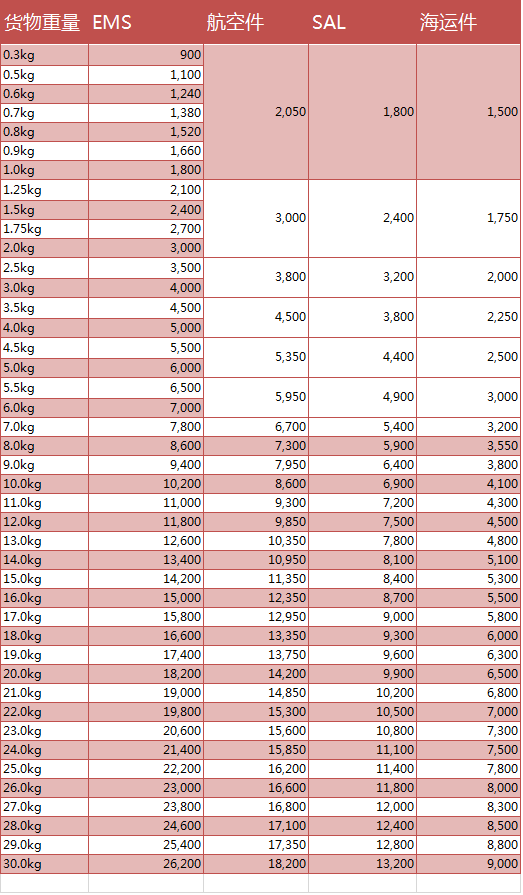 货物重量 EMS 航空件 SAL 海运件
0.3kg 900
0.5kg 1,100
0.6kg 1,240
0.7kg 1,380
2,050 1,800 1,500
0.8kg 1,520
0.9kg 1,660
1.0kg 1,800
1.25kg 2,100
1.5kg 2,400
3,000 2,400 1,750
1.75kg 2,700
2.0kg 3,000
2.5kg 3,500
3,800 3,200 2,000
3.0kg 4,000
3.5kg 4,500
4,500 3,800 2,250
4.0kg 5,000
4.5kg 5,500
5,350 4,400 2,500
5.0kg 6,000
5.5kg 6,500
5,950 4,900 3,000
6.0kg 7,000
7.0kg 7,800 6,700 5,400 3,200
8.0kg 8,600 7,300 5,900 3,550
9.0kg 9,400 7,950 6,400 3,800
10.0kg 10,200 8,600 6,900 4,100
11.0kg 11,000 9,300 7,200 4,300
12.0kg 11,800 9,850 7,500 4,500
13.0kg 12,600 10,350 7,800 4,800
14.0kg 13,400 10,950 8,100 5,100
15.0kg 14,200 11,350 8,400 5,300
16.0kg 15,000 12,350 8,700 5,500
17.0kg 15,800 12,950 9,000 5,800
18.0kg 16,600 13,350 9,300 6,000
19.0kg 17,400 13,750 9,600 6,300
20.0kg 18,200 14,200 9,900 6,500
21.0kg 19,000 14,850 10,200 6,800
22.0kg 19,800 15,300 10,500 7,000
23.0kg 20,600 15,600 10,800 7,300
24.0kg 21,400 15,850 11,100 7,500
25.0kg 22,200 16,200 11,400 7,800
26.0kg 23,000 16,600 11,800 8,000
27.0kg 23,800 16,800 12,000 8,300
28.0kg 24,600 17,100 12,400 8,500
29.0kg 25,400 17,350 12,800 8,800
30.0kg 26,200 18,200 13,200 9,000